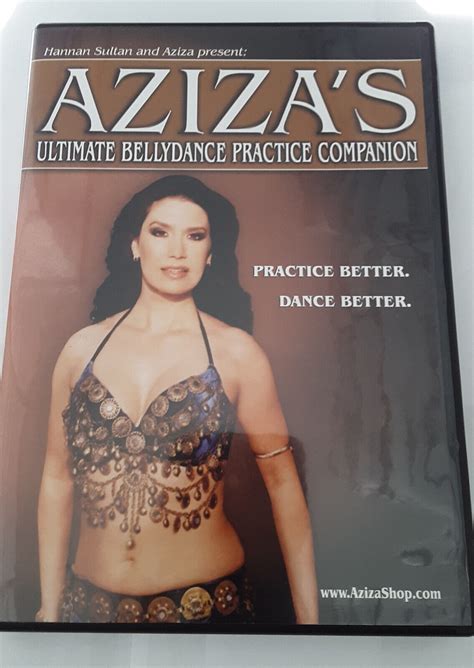 Hannan Sultan and Aziza present:
AZIZA'S
ULTIMATE BELLYDANCE PRACTICE COMPANION
PRACTICE BETTER.
DANCE BETTER.
www.AzizaShop.com